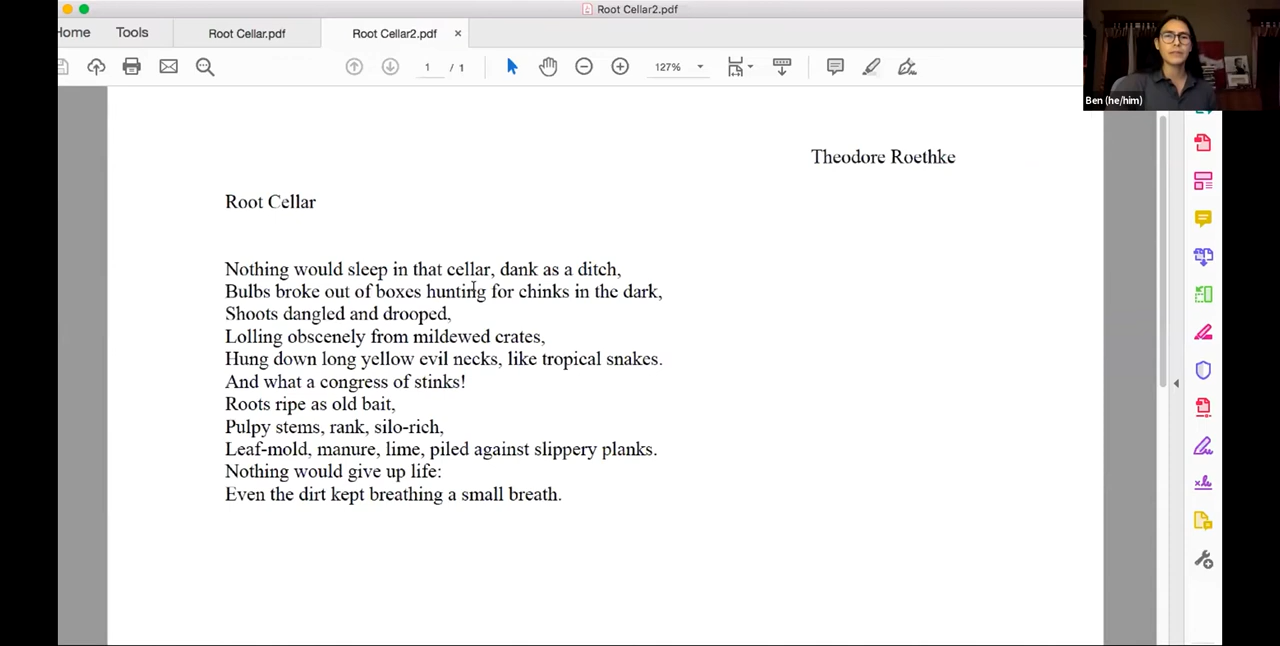 Root Cellar2.pdf
Home
Tools
Root Cellar.pdf
Root Cellar2.pdf
1 / 1
127%
Ben (he/him)
Theodore Roethke
Root Cellar
Nothing would sleep in that cellar, dank as a ditch,
Bulbs broke out of boxes hunting for chinks in the dark,
Shoots dangled and drooped,
Lolling obscenely from mildewed crates,
Hung down long yellow evil necks, like tropical snakes.
And what a congress of stinks!
Roots ripe as old bait,
Pulpy stems, rank, silo-rich,
Leaf-mold, manure, lime, piled against slippery planks.
Nothing would give up life:
Even the dirt kept breathing a small breath.